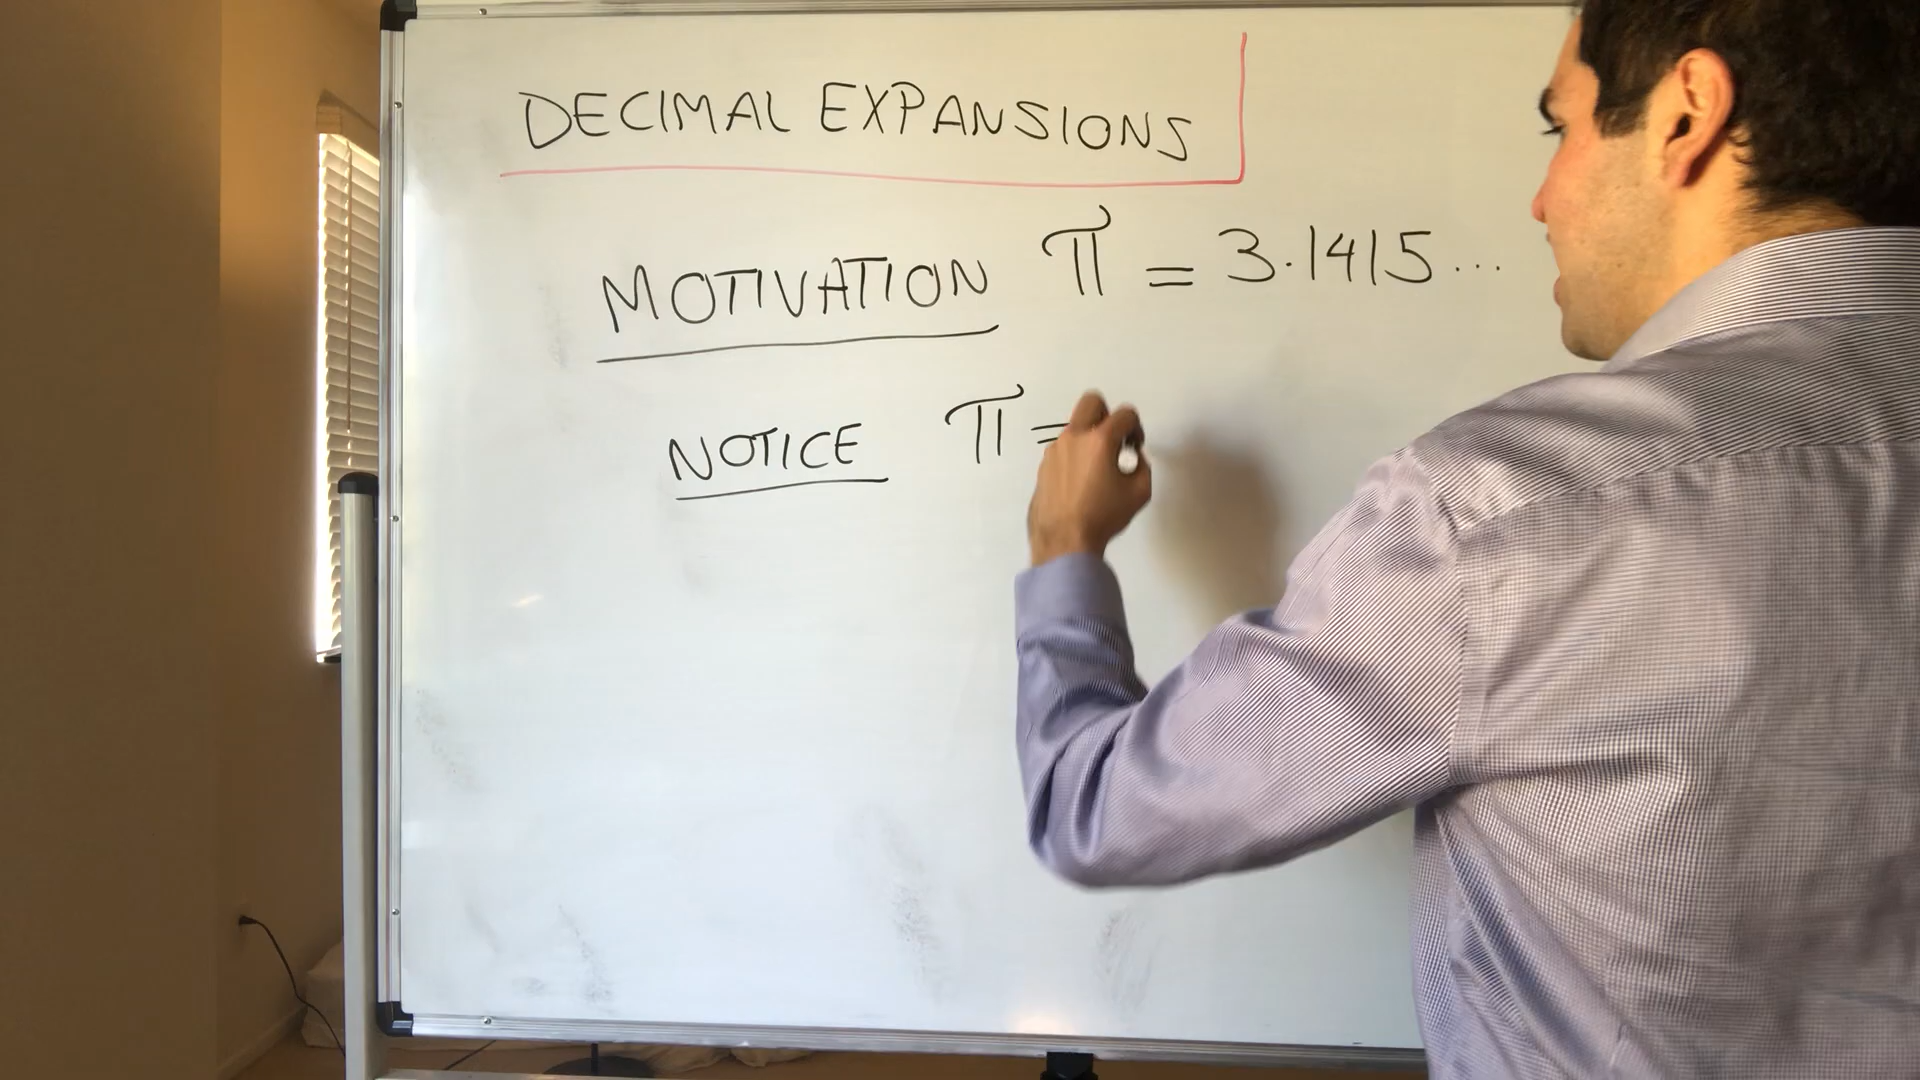 DECIMAL EXPANSIONS
MOTIVATION π = 3.1415...
NOTICE π =